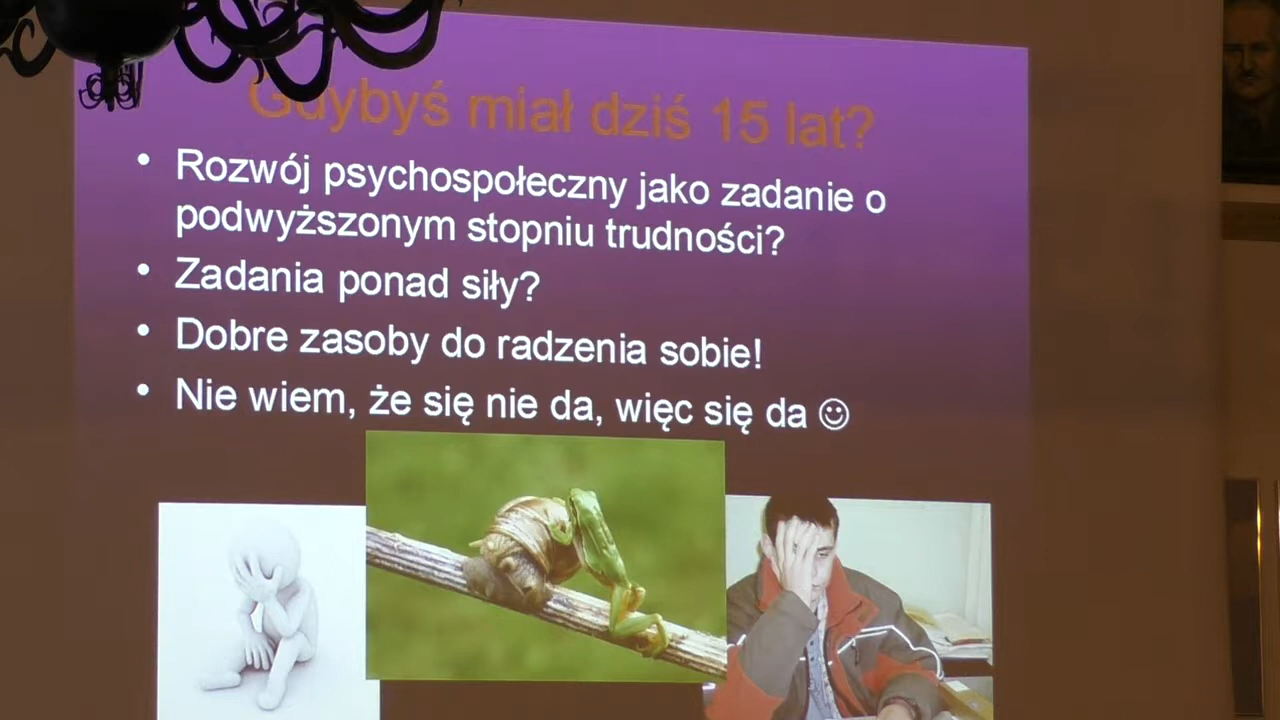 Gdybyś miał dziś 15 lat?
• Rozwój psychospołeczny jako zadanie o
podwyższonym stopniu trudności?
• Zadania ponad siły?
• Dobre zasoby do radzenia sobie!
• Nie wiem, że się nie da, więc się da ☺